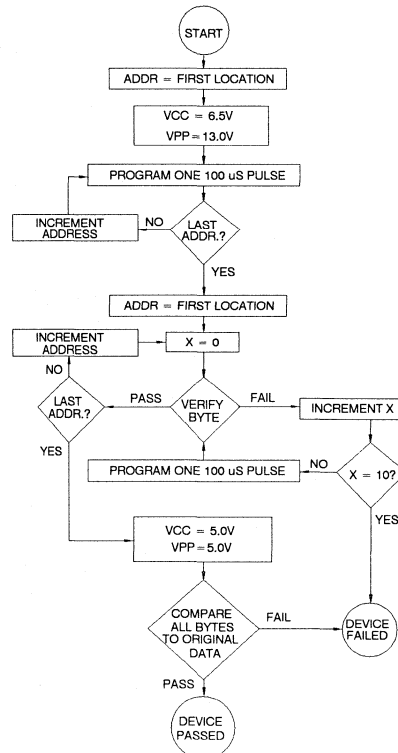 START
ADDR = FIRST LOCATION
VCC = 6.5V
VPP = 13.0V
PROGRAM ONE 100 uS PULSE
INCREMENT
ADDRESS
NO
LAST
ADDR.?
YES
ADDR = FIRST LOCATION
INCREMENT
ADDRESS
X = 0
NO
LAST
ADDR.?
PASS
VERIFY
BYTE
FAIL
INCREMENT X
YES
PROGRAM ONE 100 uS PULSE
NO
X = 10?
YES
VCC = 5.0V
VPP = 5.0V
COMPARE
ALL BYTES
TO ORIGINAL
DATA
FAIL
DEVICE
FAILED
PASS
DEVICE
PASSED